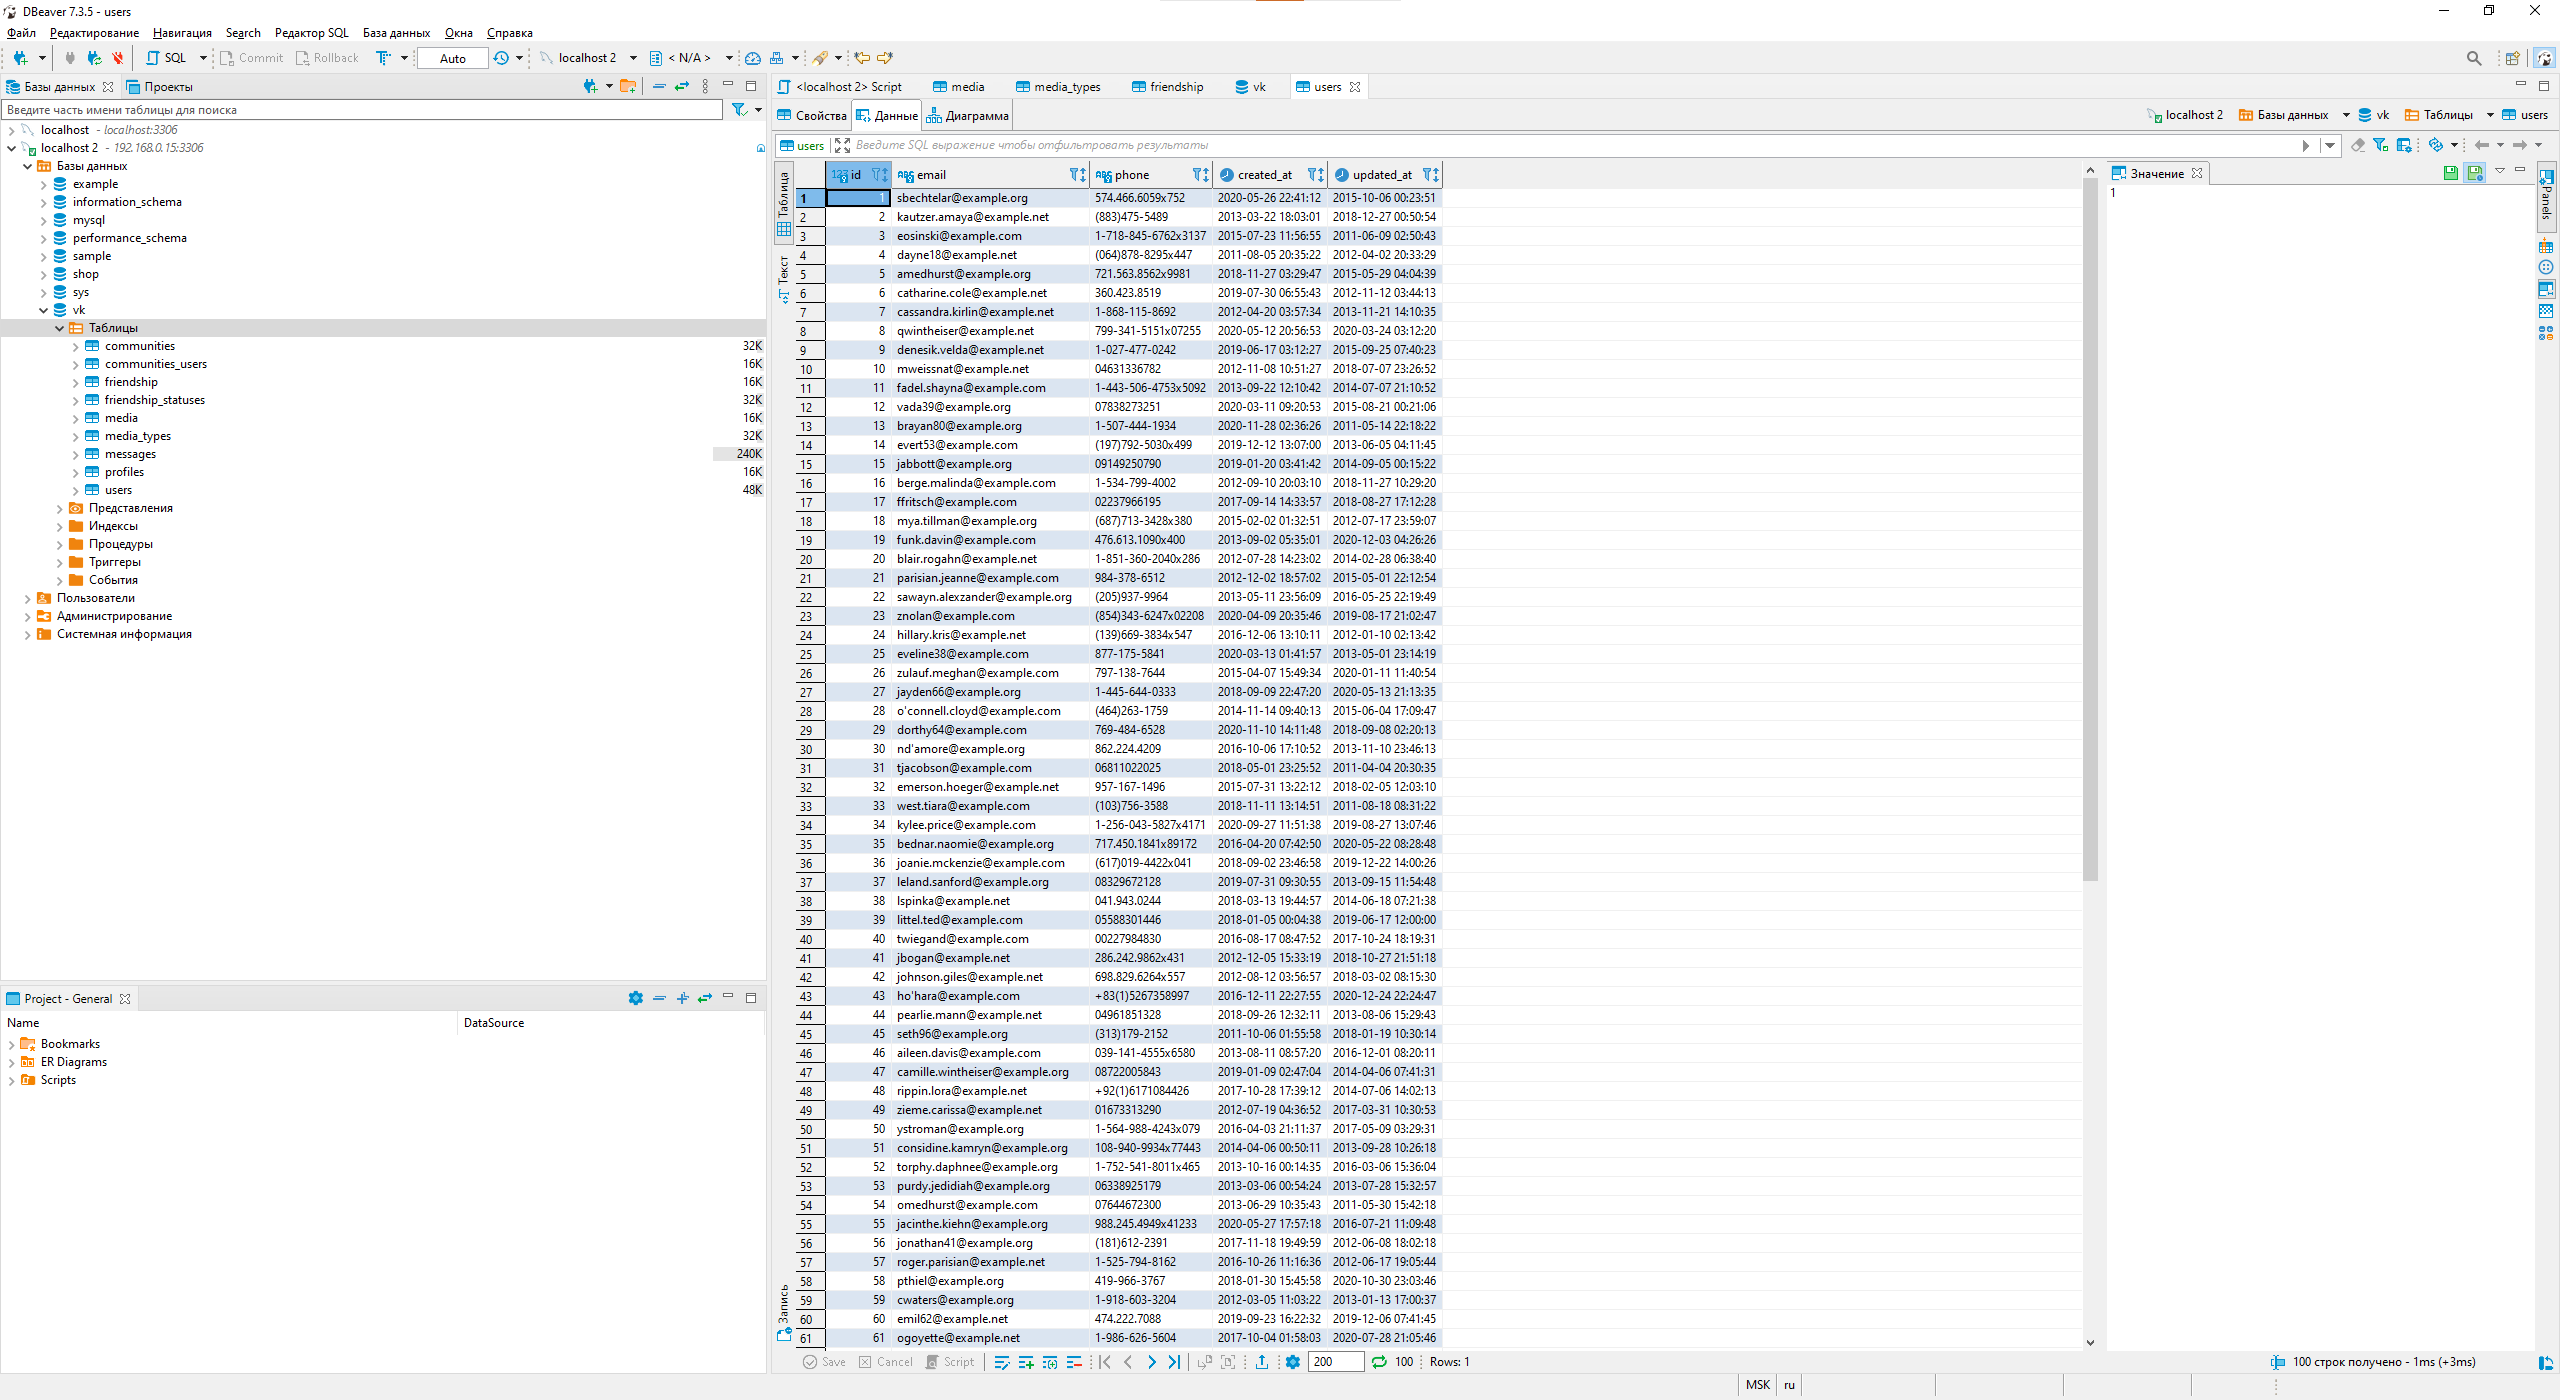 DBeaver 7.3.5 - users
Файл Редактирование Навигация Search Редактор SQL База данных Окна Справка
SQL Commit Rollback Auto localhost 2 < N/A >
Базы данных Проекты
Введите часть имени таблицы для поиска
localhost - localhost:3306
localhost 2 - 192.168.0.15:3306
Базы данных
example
information_schema
mysql
performance_schema
sample
shop
sys
vk
Таблицы
communities 32K
communities_users 16K
friendship 16K
friendship_statuses 32K
media 16K
media_types 32K
messages 240K
profiles 16K
users 48K
Представления
Индексы
Процедуры
Триггеры
События
Пользователи
Администрирование
Системная информация
Project - General
Name DataSource
Bookmarks
ER Diagrams
Scripts
<localhost 2> Script media media_types friendship vk users
Свойства Данные Диаграмма localhost 2 Базы данных vk Таблицы users
users Введите SQL выражение чтобы отфильтровать результаты
Таблица
Текст
Запись
123 id ABC email ABC phone created_at updated_at
1 1 sbechtelar@example.org 574.466.6059x752 2020-05-26 22:41:12 2015-10-06 00:23:51
2 2 kautzer.amaya@example.net (883)475-5489 2013-03-22 18:03:01 2018-12-27 00:50:54
3 3 eosinski@example.com 1-718-845-6762x3137 2015-07-23 11:56:55 2011-06-09 02:50:43
4 4 dayne18@example.net (064)878-8295x447 2011-08-05 20:35:22 2012-04-02 20:33:29
5 5 amedhurst@example.org 721.563.8562x9981 2018-11-27 03:29:47 2015-05-29 04:04:39
6 6 catharine.cole@example.net 360.423.8519 2019-07-30 06:55:43 2012-11-12 03:44:13
7 7 cassandra.kirlin@example.net 1-868-115-8692 2012-04-20 03:57:34 2013-11-21 14:10:35
8 8 qwintheiser@example.net 799-341-5151x07255 2020-05-12 20:56:53 2020-03-24 03:12:20
9 9 denesik.velda@example.net 1-027-477-0242 2019-06-17 03:12:27 2015-09-25 07:40:23
10 10 mweissnat@example.net 04631336782 2012-11-08 10:51:27 2018-07-07 23:26:52
11 11 fadel.shayna@example.com 1-443-506-4753x5092 2013-09-22 12:10:42 2014-07-07 21:10:52
12 12 vada39@example.org 07838273251 2020-03-11 09:20:53 2015-08-21 00:21:06
13 13 brayan80@example.org 1-507-444-1934 2020-11-28 02:36:26 2011-05-14 22:18:22
14 14 evert53@example.com (197)792-5030x499 2019-12-12 13:07:00 2013-06-05 04:11:45
15 15 jabbott@example.org 09149250790 2019-01-20 03:41:42 2014-09-05 00:15:22
16 16 berge.malinda@example.com 1-534-799-4002 2012-09-10 20:03:10 2018-11-27 10:29:20
17 17 ffritsch@example.com 02237966195 2017-09-14 14:33:57 2018-08-27 17:12:28
18 18 mya.tillman@example.org (687)713-3428x380 2015-02-02 01:32:51 2012-07-17 23:59:07
19 19 funk.davin@example.com 476.613.1090x400 2013-09-02 05:35:01 2020-12-03 04:26:26
20 20 blair.rogahn@example.net 1-851-360-2040x286 2012-07-28 14:23:02 2014-02-28 06:38:40
21 21 parisian.jeanne@example.com 984-378-6512 2012-12-02 18:57:02 2015-05-01 22:12:54
22 22 sawayn.alexzander@example.org (205)937-9964 2013-05-11 23:56:09 2016-05-25 22:19:49
23 23 znolan@example.com (854)343-6247x02208 2020-04-09 20:35:46 2019-08-17 21:02:47
24 24 hillary.kris@example.net (139)669-3834x547 2016-12-06 13:10:11 2012-01-10 02:13:42
25 25 eveline38@example.com 877-175-5841 2020-03-13 01:41:57 2013-05-01 23:14:19
26 26 zulauf.meghan@example.com 797-138-7644 2015-04-07 15:49:34 2020-01-11 11:40:54
27 27 jayden66@example.org 1-445-644-0333 2018-09-09 22:47:20 2020-05-13 21:13:35
28 28 o'connell.cloyd@example.com (464)263-1759 2014-11-14 09:40:13 2015-06-04 17:09:47
29 29 dorthy64@example.com 769-484-6528 2020-11-10 14:11:48 2018-09-08 02:20:13
30 30 nd'amore@example.org 862.224.4209 2016-10-06 17:10:52 2013-11-10 23:46:13
31 31 tjacobson@example.com 06811022025 2018-05-01 23:25:52 2011-04-04 20:30:35
32 32 emerson.hoeger@example.net 957-167-1496 2015-07-31 13:22:12 2018-02-05 12:03:10
33 33 west.tiara@example.com (103)756-3588 2018-11-11 13:14:51 2011-08-18 08:31:22
34 34 kylee.price@example.com 1-256-043-5827x4171 2020-09-27 11:51:38 2019-08-27 13:07:46
35 35 bednar.naomie@example.org 717.450.1841x89172 2016-04-20 07:42:50 2020-05-22 08:28:48
36 36 joanie.mckenzie@example.com (617)019-4422x041 2018-09-02 23:46:58 2019-12-22 14:00:26
37 37 leland.sanford@example.org 08329672128 2019-07-31 09:30:55 2013-09-15 11:54:48
38 38 lspinka@example.net 041.943.0244 2018-03-13 19:44:57 2014-06-18 07:21:38
39 39 littel.ted@example.com 05588301446 2018-01-05 00:04:38 2019-06-17 12:00:00
40 40 twiegand@example.com 00227984830 2016-08-17 08:47:52 2017-10-24 18:19:31
41 41 jbogan@example.net 286.242.9862x431 2012-12-05 15:33:19 2018-10-27 21:51:18
42 42 johnson.giles@example.net 698.829.6264x557 2012-08-12 03:56:57 2018-03-02 08:15:30
43 43 ho'hara@example.com +83(1)5267358997 2016-12-11 22:27:55 2020-12-24 22:24:47
44 44 pearlie.mann@example.net 04961851328 2018-09-26 12:32:11 2013-08-06 15:29:43
45 45 seth96@example.org (313)179-2152 2011-10-06 01:55:58 2018-01-19 10:30:14
46 46 aileen.davis@example.com 039-141-4555x6580 2013-08-11 08:57:20 2016-12-01 08:20:11
47 47 camille.wintheiser@example.org 08722005843 2019-01-09 02:47:04 2014-04-06 07:41:31
48 48 rippin.lora@example.net +92(1)6171084426 2017-10-28 17:39:12 2014-07-06 14:02:13
49 49 zieme.carissa@example.net 01673313290 2012-07-19 04:36:52 2017-03-31 10:30:53
50 50 ystroman@example.org 1-564-988-4243x079 2016-04-03 21:11:37 2017-05-09 03:29:31
51 51 considine.kamryn@example.org 108-940-9934x77443 2014-04-06 00:50:11 2013-09-28 10:26:18
52 52 torphy.daphnee@example.org 1-752-541-8011x465 2013-10-16 00:14:35 2016-03-06 15:36:04
53 53 purdy.jedidiah@example.org 06338925179 2013-03-06 00:54:24 2013-07-28 15:32:57
54 54 omedhurst@example.com 07644672300 2013-06-29 10:35:43 2011-05-30 15:42:18
55 55 jacinthe.kiehn@example.org 988.245.4949x41233 2020-05-27 17:57:18 2016-07-21 11:09:48
56 56 jonathan41@example.org (181)612-2391 2017-11-18 19:49:59 2012-06-08 18:02:18
57 57 roger.parisian@example.net 1-525-794-8162 2016-10-26 11:16:36 2012-06-17 19:05:44
58 58 pthiel@example.org 419-966-3767 2018-01-30 15:45:58 2020-10-30 23:03:46
59 59 cwaters@example.org 1-918-603-3204 2012-03-05 11:03:22 2013-01-13 17:00:37
60 60 emil62@example.net 474.222.7088 2019-09-23 16:22:32 2019-12-06 07:41:45
61 61 ogoyette@example.net 1-986-626-5604 2017-10-04 01:58:03 2020-07-28 21:05:46
Значение
1
Panels
Save Cancel Script 200 100 Rows: 1 100 строк получено - 1ms (+3ms)
MSK ru